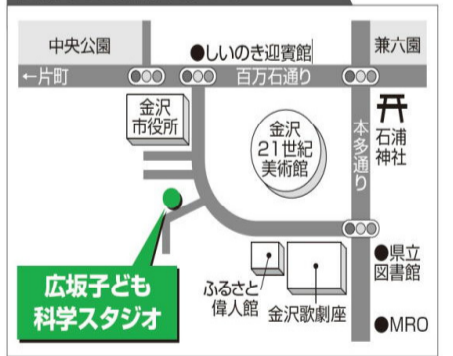 中央公園
●しいのき迎賓館
兼六園
←片町
百万石通り
金沢
市役所
金沢
21世紀
美術館
本多通り
石浦
神社
広坂子ども
科学スタジオ
ふるさと
偉人館
金沢歌劇座
●県立
図書館
●MRO